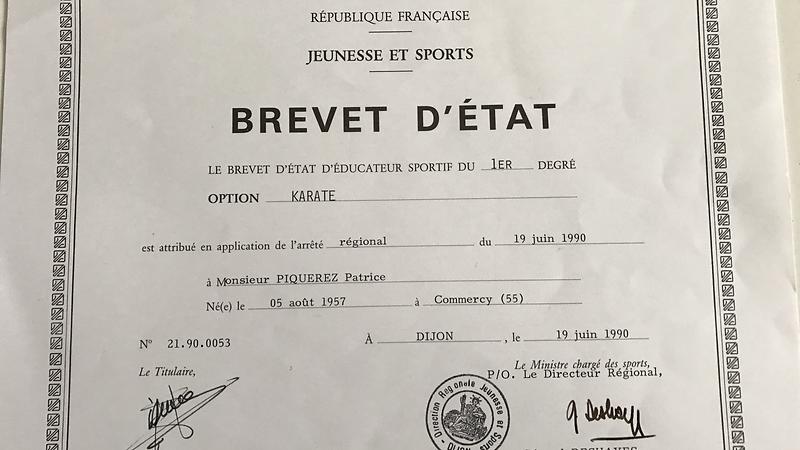 RÉPUBLIQUE FRANÇAISE
JEUNESSE ET SPORTS
BREVET D'ÉTAT
LE BREVET D'ÉTAT D'ÉDUCATEUR SPORTIF DU 1ER DEGRÉ
OPTION KARATE
est attribué en application de l'arrêté régional du 19 juin 1990
à Monsieur PIQUEREZ Patrice
Né(e) le 05 août 1957 à Commercy (55)
N° 21.90.0053 À DIJON , le 19 juin 1990
Le Titulaire, Le Ministre chargé des sports,
P/O. Le Directeur Régional,
Direction Régionale Jeunesse et Sports
DIJON